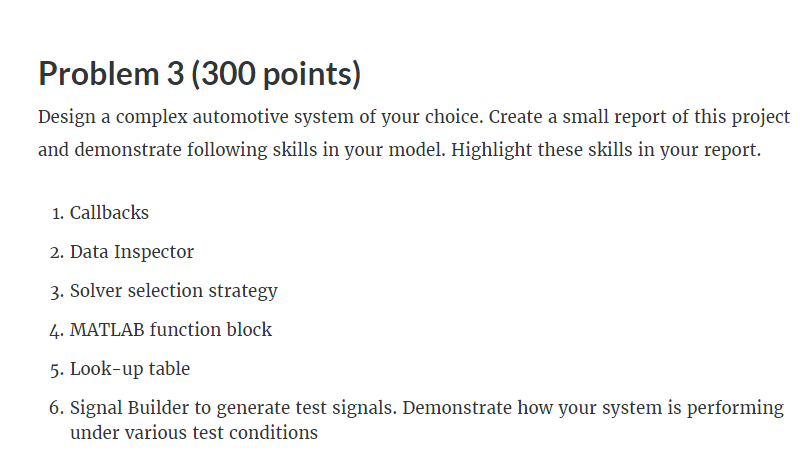 Problem 3 (300 points)
Design a complex automotive system of your choice. Create a small report of this project
and demonstrate following skills in your model. Highlight these skills in your report.
1. Callbacks
2. Data Inspector
3. Solver selection strategy
4. MATLAB function block
5. Look-up table
6. Signal Builder to generate test signals. Demonstrate how your system is performing
under various test conditions